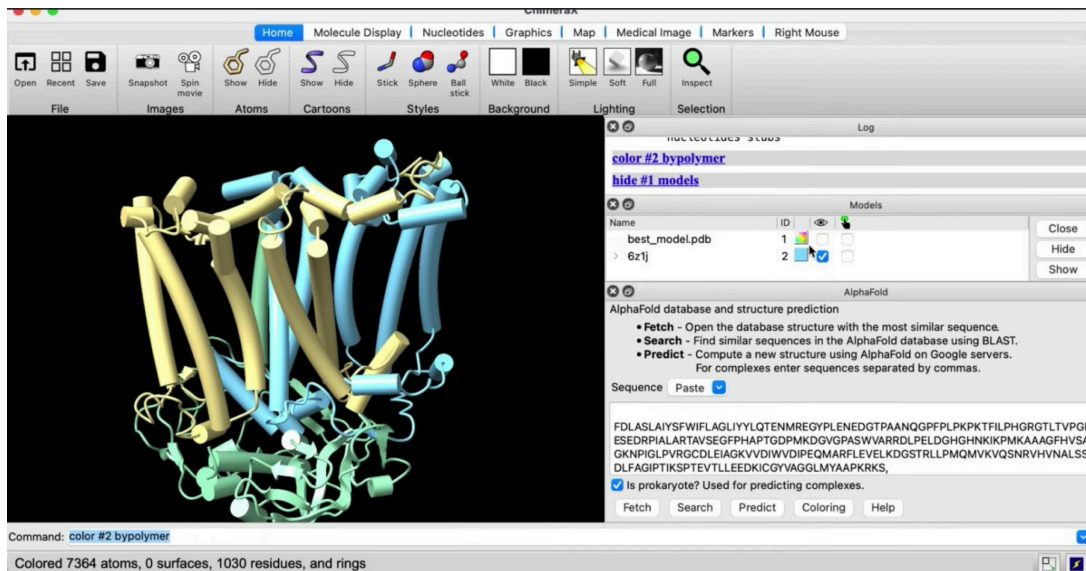 ChimeraX
Home Molecule Display Nucleotides Graphics Map Medical Image Markers Right Mouse
Open Recent Save Snapshot Spin movie Show Hide Show Hide Stick Sphere Ball stick White Black Simple Soft Full Inspect
File Images Atoms Cartoons Styles Background Lighting Selection
Log
nucleotides stubs
color #2 bypolymer
hide #1 models
Models
Name ID
best_model.pdb 1
6z1j 2
Close
Hide
Show
AlphaFold
AlphaFold database and structure prediction
• Fetch - Open the database structure with the most similar sequence.
• Search - Find similar sequences in the AlphaFold database using BLAST.
• Predict - Compute a new structure using AlphaFold on Google servers.
For complexes enter sequences separated by commas.
Sequence Paste
FDLASLAIYSFWIFLAGLIYYLQTENMREGYPLENEDGTPAANQGPFPLPKPKTFILPHGRGTLTVPGI
ESEDRPIALARTAVSEGFPHAPTGDPMKDGVGPASWVARRDLPELDGHGHNKIKPMKAAAGFHVSA
GKNPIGLPVRGCDLEIAGKVVDIWVDIPEQMARFLEVELKDGSTRLLPMQMVKVQSNRVHVNALSS
DLFAGIPTIKSPTEVTLLEEDKICGYVAGGLMYAAPKRKS,
Is prokaryote? Used for predicting complexes.
Fetch Search Predict Coloring Help
Command: color #2 bypolymer
Colored 7364 atoms, 0 surfaces, 1030 residues, and rings